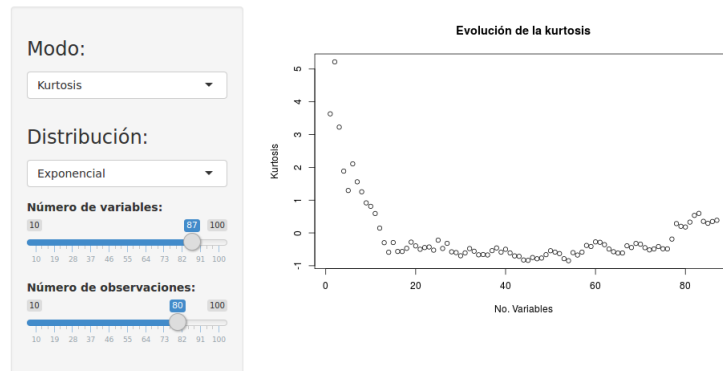 Modo:
Kurtosis
Distribución:
Exponencial
Número de variables:
10 87 100
10 19 28 37 46 55 64 73 82 91 100
Número de observaciones:
10 80 100
10 19 28 37 46 55 64 73 82 91 100
Evolución de la kurtosis
Kurtosis
5
4
3
2
1
0
-1
0 20 40 60 80
No. Variables